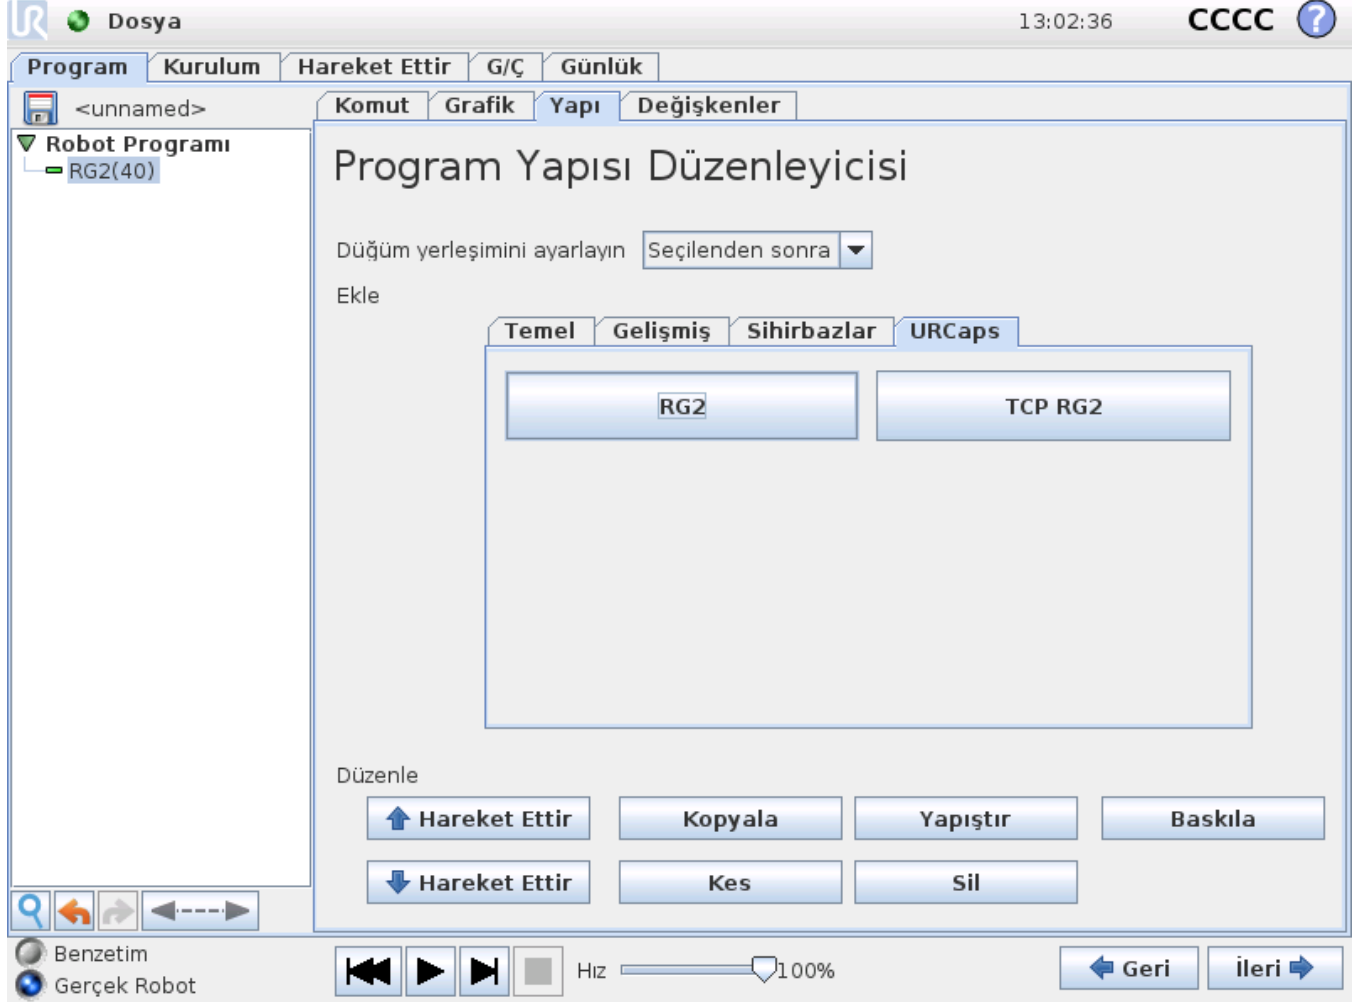 UR Dosya 13:02:36 CCCC ?
Program Kurulum Hareket Ettir G/Ç Günlük
<unnamed>
Komut Grafik Yapı Değişkenler
Robot Programı
RG2(40)
Program Yapısı Düzenleyicisi
Düğüm yerleşimini ayarlayın Seçilenden sonra
Ekle
Temel Gelişmiş Sihirbazlar URCaps
RG2 TCP RG2
Düzenle
Hareket Ettir Kopyala Yapıştır Baskıla
Hareket Ettir Kes Sil
Benzetim
Gerçek Robot
Hız 100%
Geri İleri